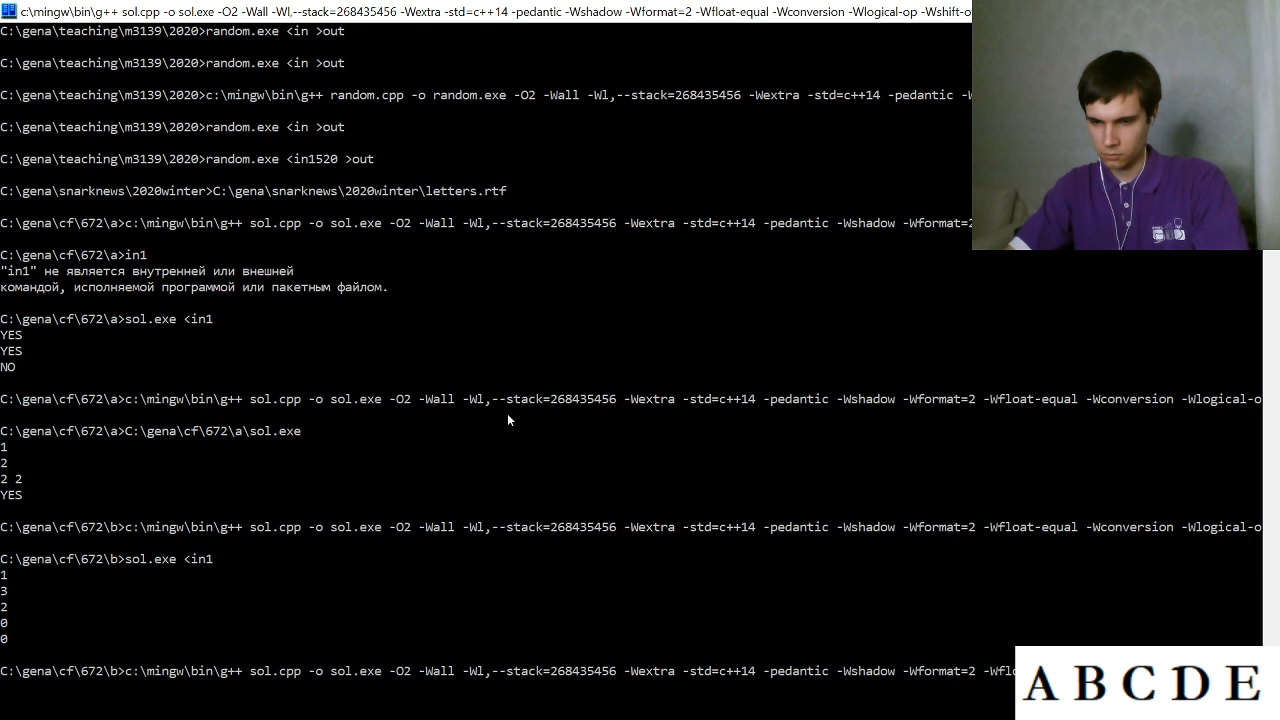 c:\mingw\bin\g++ sol.cpp -o sol.exe -O2 -Wall -Wl,--stack=268435456 -Wextra -std=c++14 -pedantic -Wshadow -Wformat=2 -Wfloat-equal -Wconversion -Wlogical-op -Wshift-o
C:\gena\teaching\m3139\2020>random.exe <in >out
C:\gena\teaching\m3139\2020>random.exe <in >out
C:\gena\teaching\m3139\2020>c:\mingw\bin\g++ random.cpp -o random.exe -O2 -Wall -Wl,--stack=268435456 -Wextra -std=c++14 -pedantic -W
C:\gena\teaching\m3139\2020>random.exe <in >out
C:\gena\teaching\m3139\2020>random.exe <in1520 >out
C:\gena\snarknews\2020winter>C:\gena\snarknews\2020winter\letters.rtf
C:\gena\cf\672\a>c:\mingw\bin\g++ sol.cpp -o sol.exe -O2 -Wall -Wl,--stack=268435456 -Wextra -std=c++14 -pedantic -Wshadow -Wformat=2
C:\gena\cf\672\a>in1
"in1" не является внутренней или внешней
командой, исполняемой программой или пакетным файлом.
C:\gena\cf\672\a>sol.exe <in1
YES
YES
NO
C:\gena\cf\672\a>c:\mingw\bin\g++ sol.cpp -o sol.exe -O2 -Wall -Wl,--stack=268435456 -Wextra -std=c++14 -pedantic -Wshadow -Wformat=2 -Wfloat-equal -Wconversion -Wlogical-o
C:\gena\cf\672\a>C:\gena\cf\672\a\sol.exe
1
2
2 2
YES
C:\gena\cf\672\b>c:\mingw\bin\g++ sol.cpp -o sol.exe -O2 -Wall -Wl,--stack=268435456 -Wextra -std=c++14 -pedantic -Wshadow -Wformat=2 -Wfloat-equal -Wconversion -Wlogical-o
C:\gena\cf\672\b>sol.exe <in1
1
3
2
0
0
C:\gena\cf\672\b>c:\mingw\bin\g++ sol.cpp -o sol.exe -O2 -Wall -Wl,--stack=268435456 -Wextra -std=c++14 -pedantic -Wshadow -Wformat=2 -Wfl
A B C D E